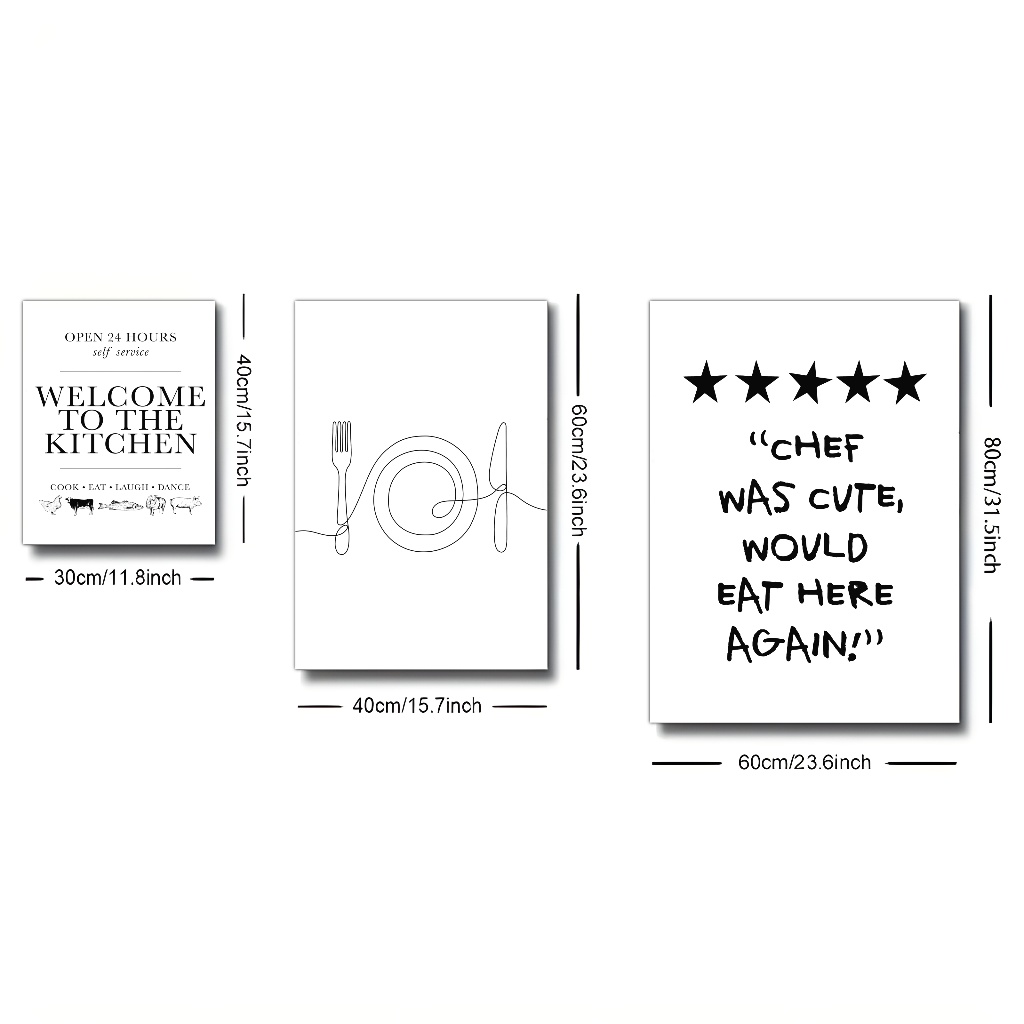 OPEN 24 HOURS
self service
WELCOME
TO THE
KITCHEN
COOK • EAT • LAUGH • DANCE
40cm/15.7inch
30cm/11.8inch
60cm/23.6inch
40cm/15.7inch
"CHEF
WAS CUTE,
WOULD
EAT HERE
AGAIN!"
80cm/31.5inch
60cm/23.6inch